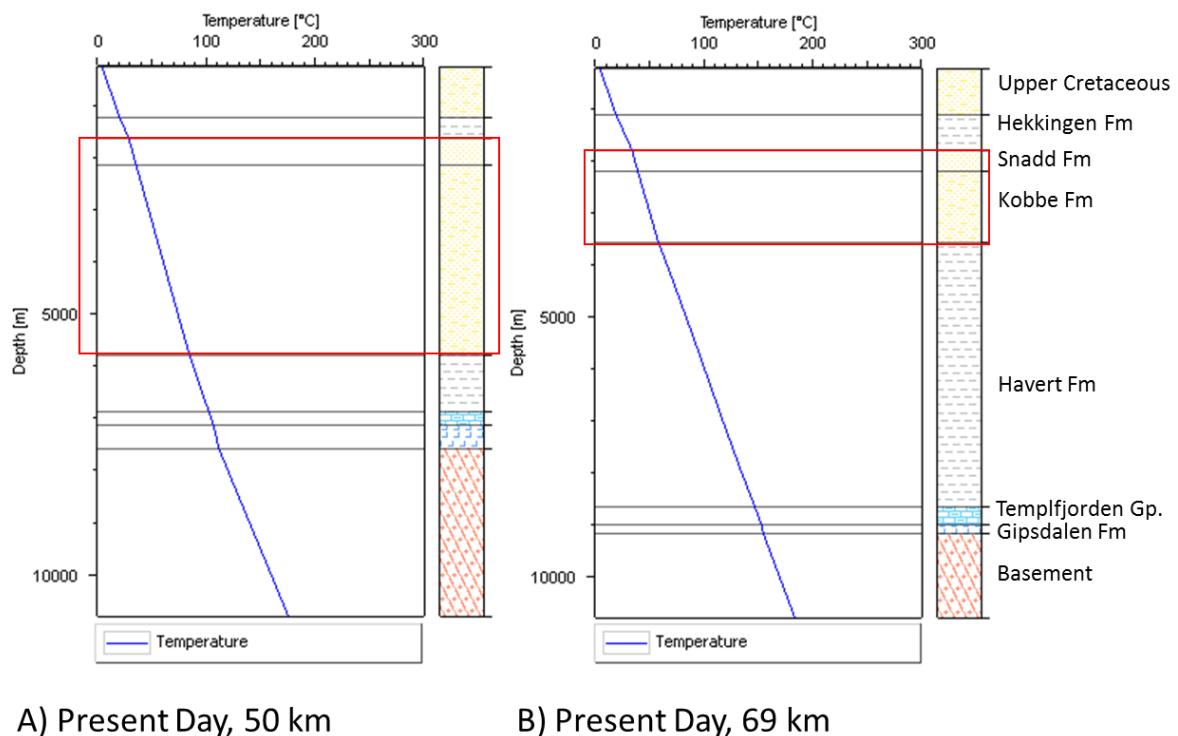 Temperature [°C]
0 100 200 300
Depth [m]
5000
10000
Temperature
A) Present Day, 50 km
Temperature [°C]
0 100 200 300
Depth [m]
5000
10000
Upper Cretaceous
Hekkingen Fm
Snadd Fm
Kobbe Fm
Havert Fm
Templfjorden Gp.
Gipsdalen Fm
Basement
Temperature
B) Present Day, 69 km